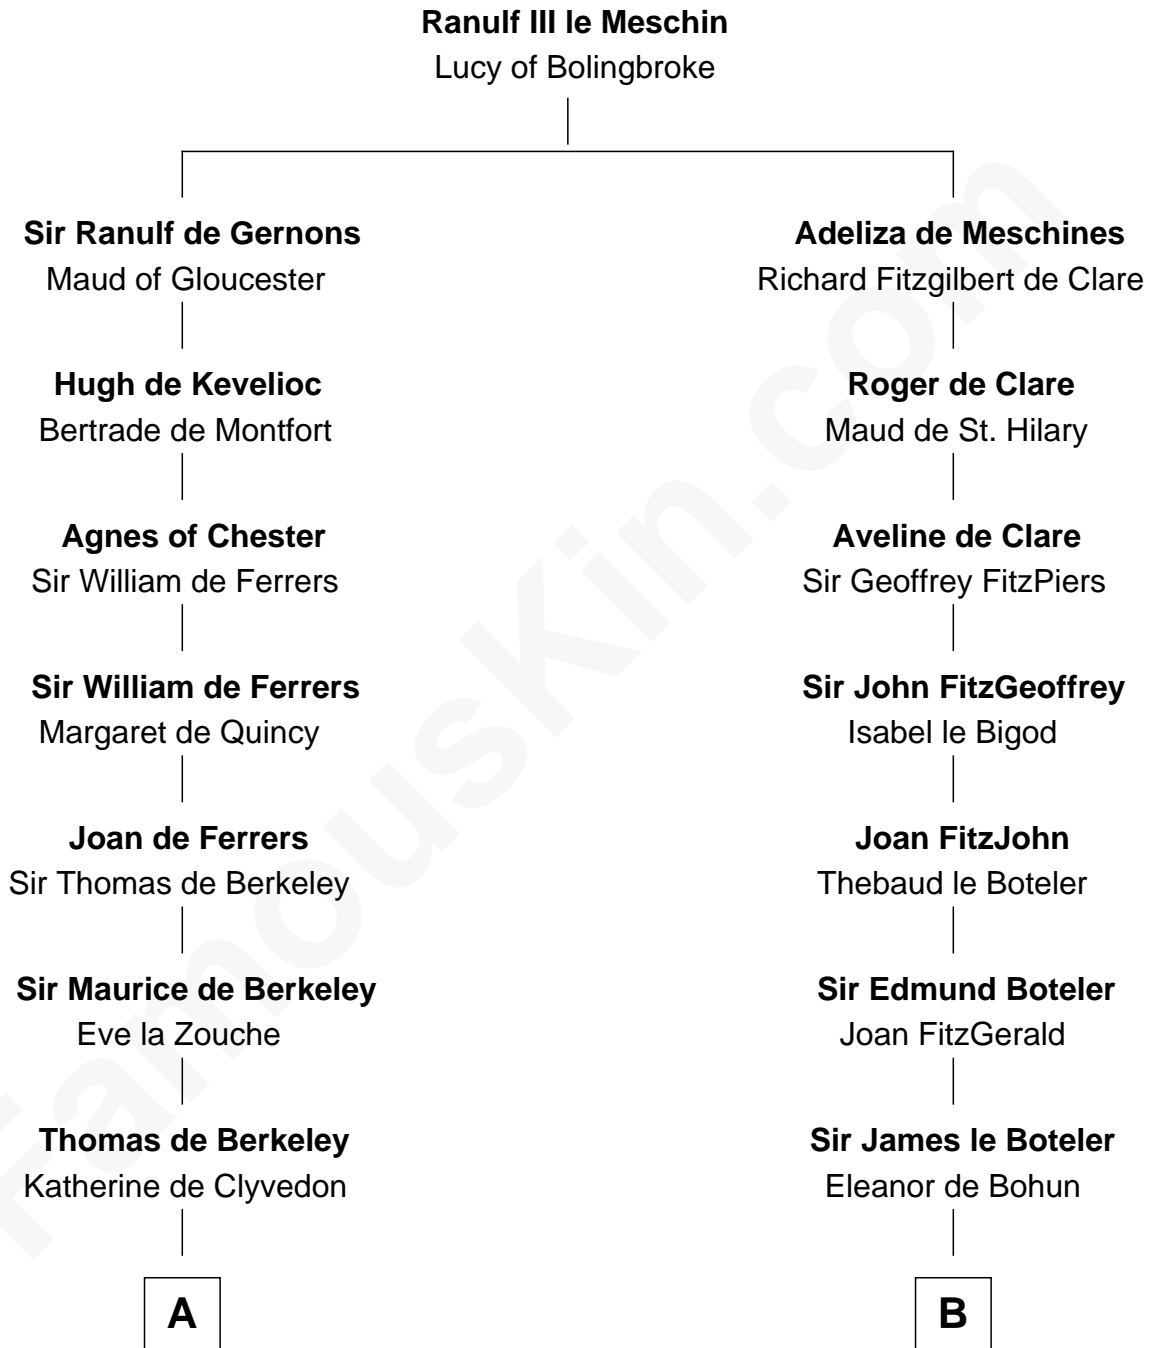 Ranulf III le Meschin
Lucy of Bolingbroke
Sir Ranulf de Gernons
Maud of Gloucester
Adeliza de Meschines
Richard Fitzgilbert de Clare
Hugh de Kevelioc
Bertrade de Montfort
Roger de Clare
Maud de St. Hilary
Agnes of Chester
Sir William de Ferrers
Aveline de Clare
Sir Geoffrey FitzPiers
Sir William de Ferrers
Margaret de Quincy
Sir John FitzGeoffrey
Isabel le Bigod
Joan de Ferrers
Sir Thomas de Berkeley
Joan FitzJohn
Thebaud le Boteler
Sir Maurice de Berkeley
Eve la Zouche
Sir Edmund Boteler
Joan FitzGerald
Thomas de Berkeley
Katherine de Clyvedon
Sir James le Boteler
Eleanor de Bohun
A
B
FamousKin.com